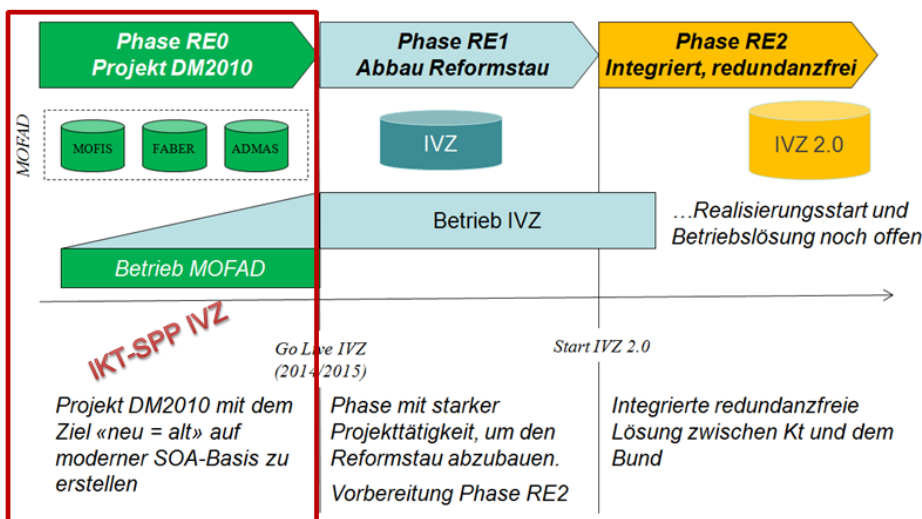 Phase RE0
Projekt DM2010
Phase RE1
Abbau Reformstau
Phase RE2
Integriert, redundanzfrei
MOFAD
MOFIS
FABER
ADMAS
IVZ
IVZ 2.0
Betrieb IVZ
...Realisierungsstart und
Betriebslösung noch offen
Betrieb MOFAD
IKT-SPP IVZ
Go Live IVZ
(2014/2015)
Start IVZ 2.0
Projekt DM2010 mit dem
Ziel «neu = alt» auf
moderner SOA-Basis zu
erstellen
Phase mit starker
Projekttätigkeit, um den
Reformstau abzubauen.
Vorbereitung Phase RE2
Integrierte redundanzfreie
Lösung zwischen Kt und dem
Bund